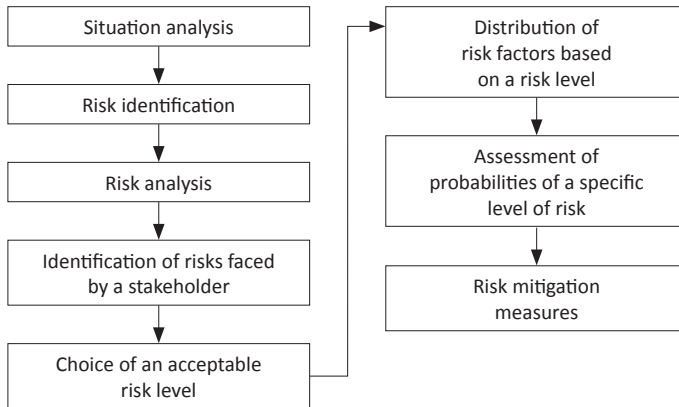 Situation analysis
Risk identification
Risk analysis
Identification of risks faced
by a stakeholder
Choice of an acceptable
risk level
Distribution of
risk factors based
on a risk level
Assessment of
probabilities of a specific
level of risk
Risk mitigation
measures